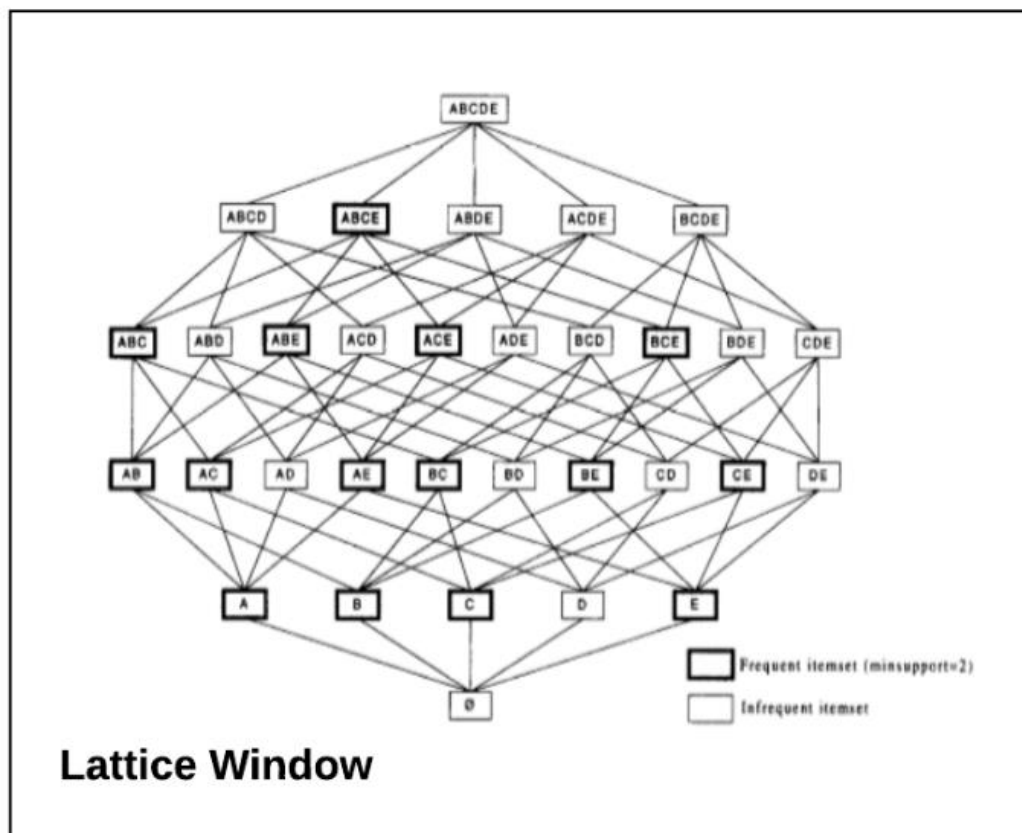 ABCDE
ABCD ABCE ABDE ACDE BCDE
ABC ABD ABE ACD ACE ADE BCD BCE BDE CDE
AB AC AD AE BC BD BE CD CE DE
A B C D E
Ø
Frequent itemset (minsupport=2)
Infrequent itemset
Lattice Window